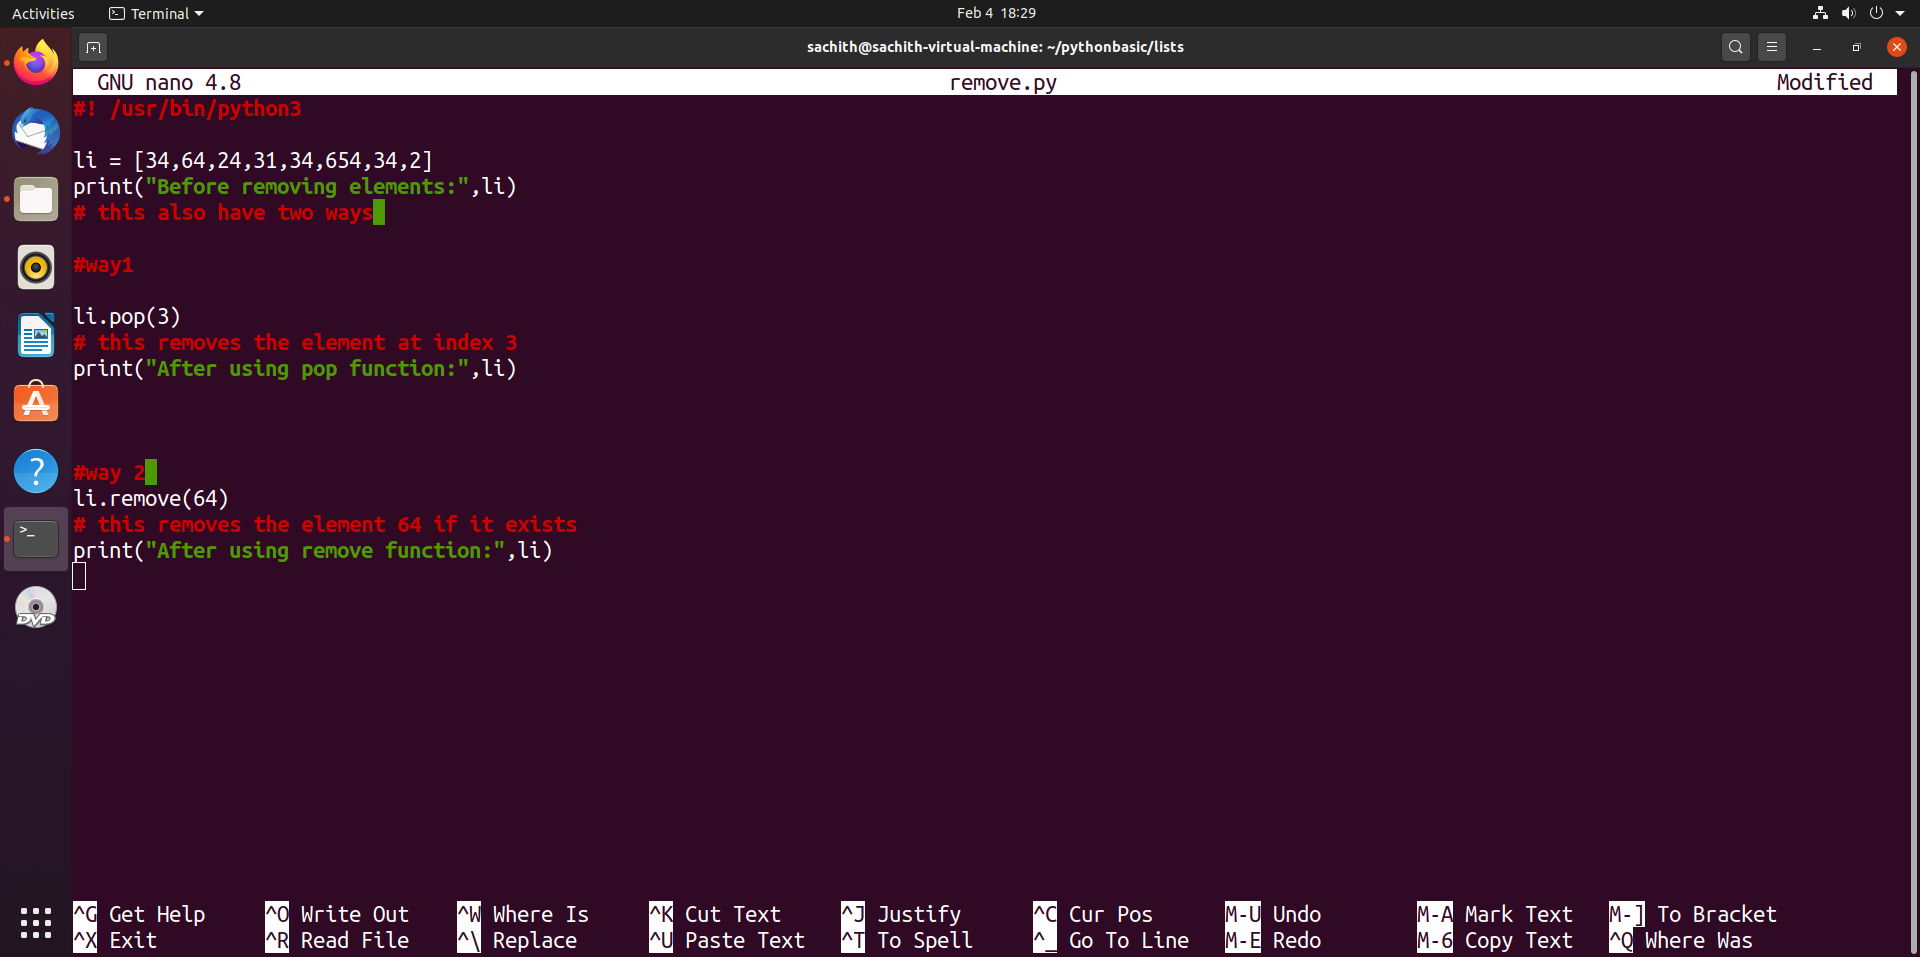 Activities Terminal Feb 4 18:29
sachith@sachith-virtual-machine: ~/pythonbasic/lists
GNU nano 4.8 remove.py Modified
#! /usr/bin/python3
li = [34,64,24,31,34,654,34,2]
print("Before removing elements:",li)
# this also have two ways
#way1
li.pop(3)
# this removes the element at index 3
print("After using pop function:",li)
#way 2
li.remove(64)
# this removes the element 64 if it exists
print("After using remove function:",li)
DVD
^G Get Help ^O Write Out ^W Where Is ^K Cut Text ^J Justify ^C Cur Pos M-U Undo M-A Mark Text M-] To Bracket
^X Exit ^R Read File ^\ Replace ^U Paste Text ^T To Spell ^_ Go To Line M-E Redo M-6 Copy Text ^Q Where Was